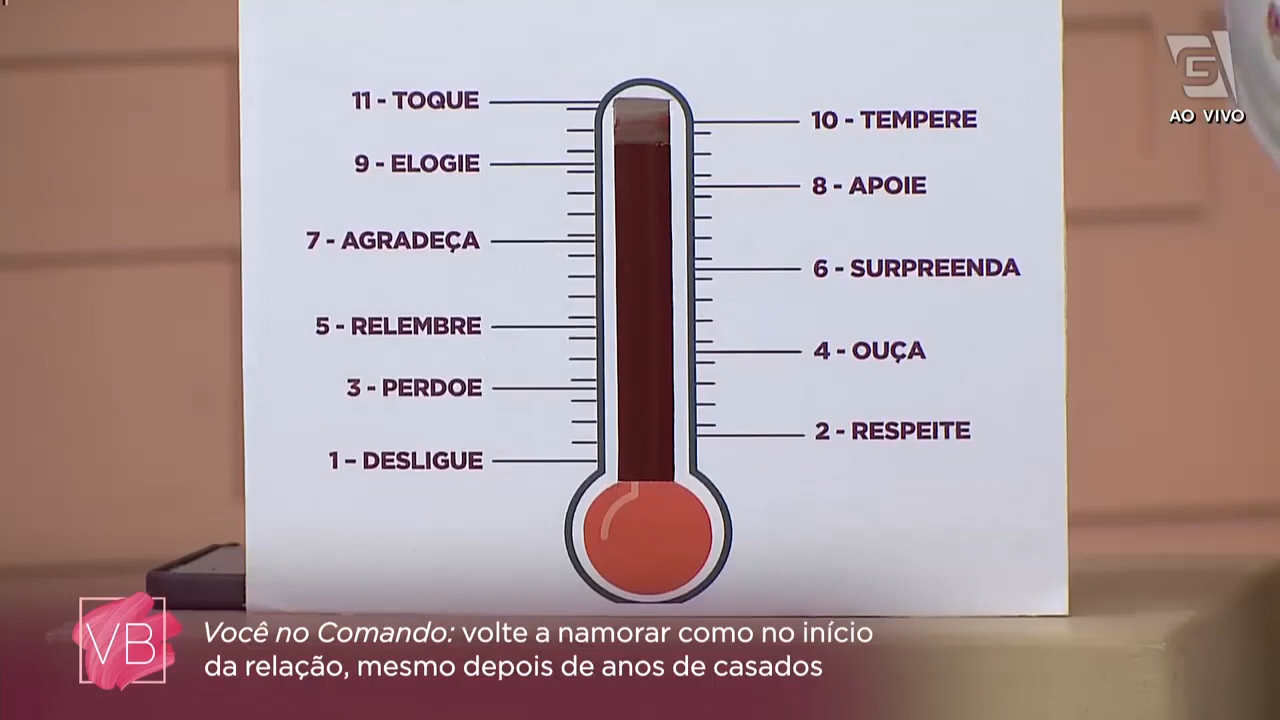 11 - TOQUE
10 - TEMPERE
9 - ELOGIE
8 - APOIE
7 - AGRADEÇA
6 - SURPREENDA
5 - RELEMBRE
4 - OUÇA
3 - PERDOE
2 - RESPEITE
1 – DESLIGUE
G
AO VIVO
VB
Você no Comando: volte a namorar como no início
da relação, mesmo depois de anos de casados